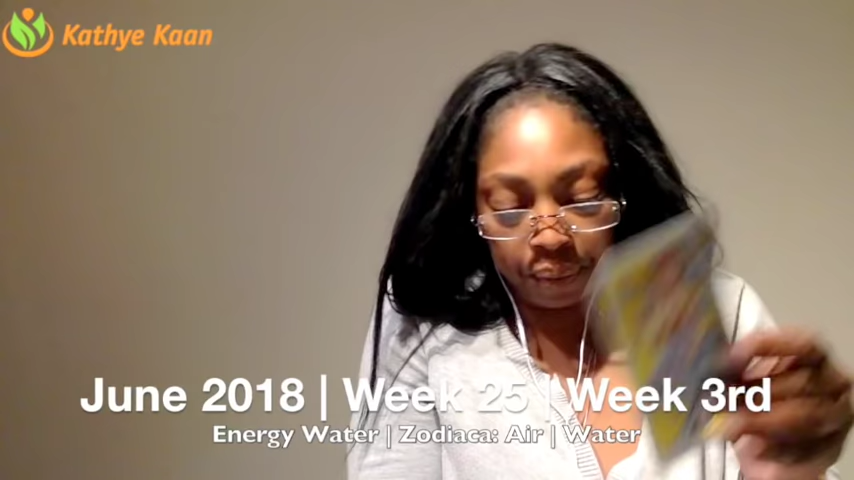 Kathye Kaan
June 2018 | Week 25 | Week 3rd
Energy Water | Zodiaca: Air | Water